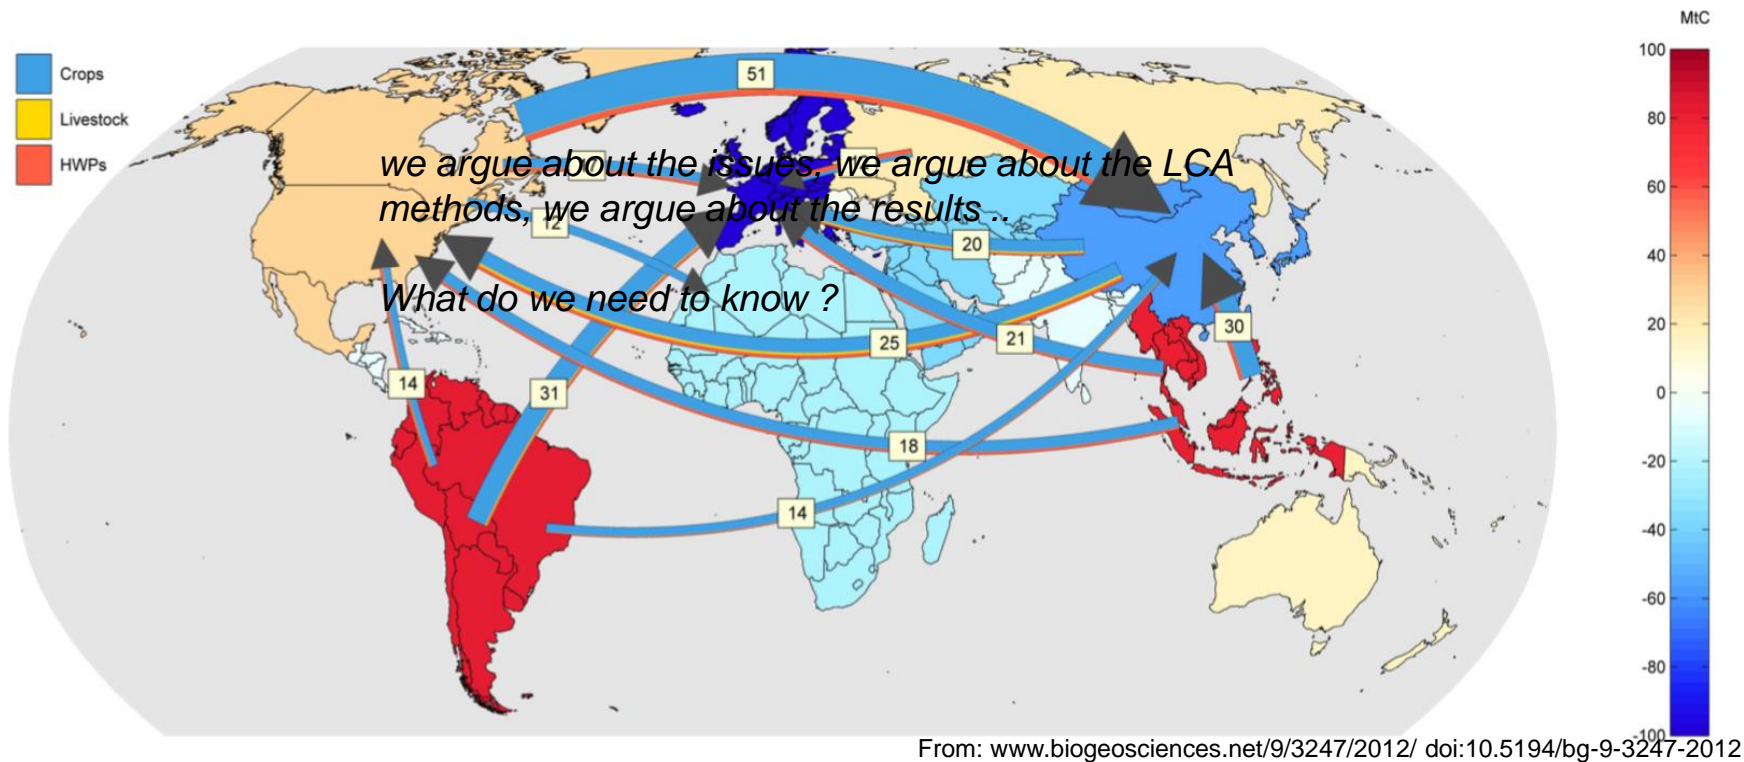 MtC
Crops
Livestock
HWPs
100
80
60
40
20
0
-20
-40
-60
-80
-100
51
we argue about the issues, we argue about the LCA
methods, we argue about the results ..
What do we need to know ?
12
20
25
21
30
14
31
18
14
From: www.biogeosciences.net/9/3247/2012/ doi:10.5194/bg-9-3247-2012